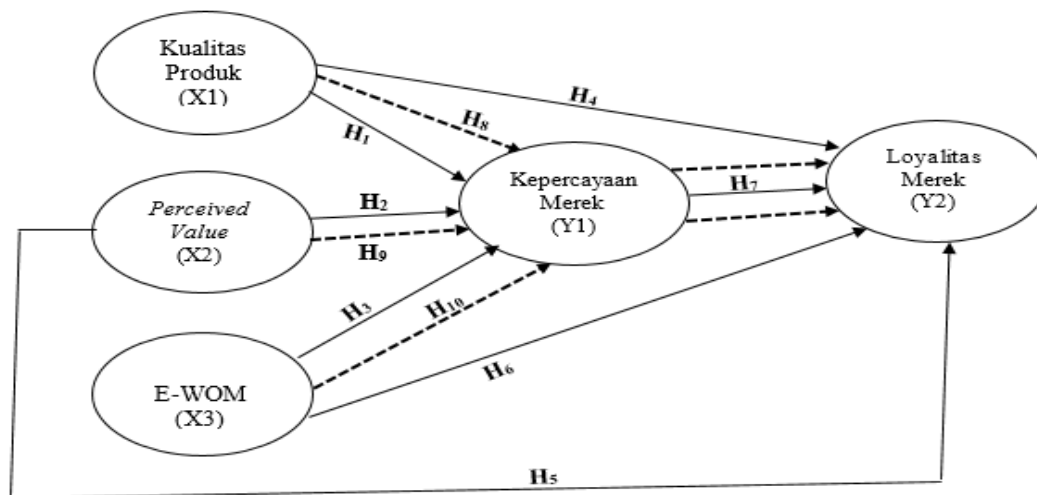 Kualitas
Produk
(X1)
H4
H8
H1
Kepercayaan
Merek
(Y1)
H7
Loyalitas
Merek
(Y2)
Perceived
Value
(X2)
H2
H9
H3
H10
E-WOM
(X3)
H6
H5